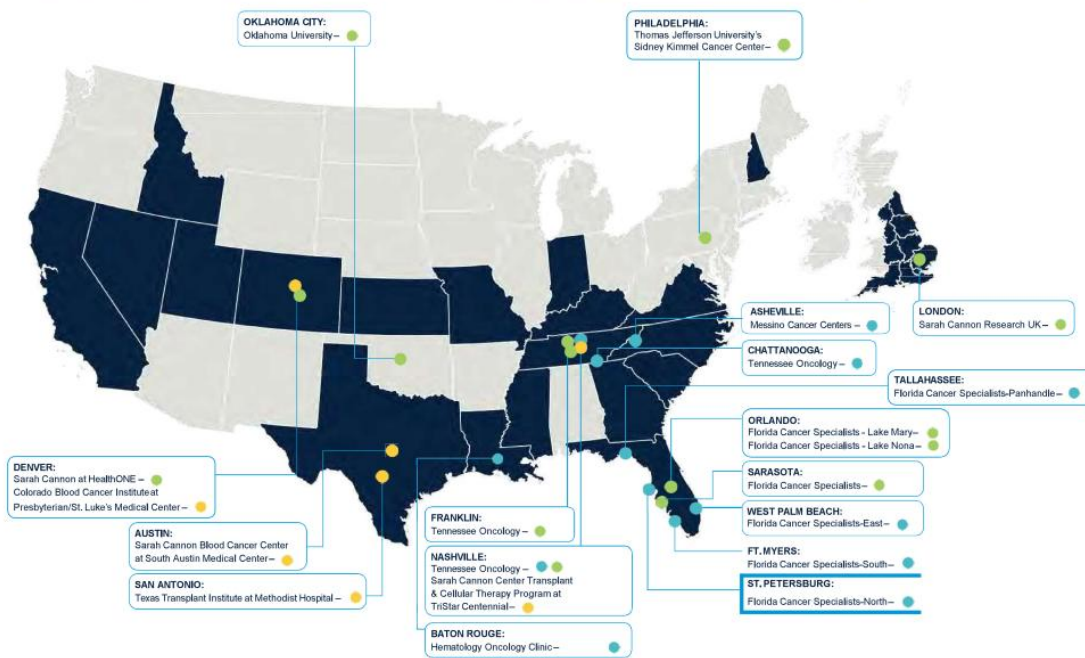 OKLAHOMA CITY:
Oklahoma University–
PHILADELPHIA:
Thomas Jefferson University's
Sidney Kimmel Cancer Center–
ASHEVILLE:
Messino Cancer Centers –
LONDON:
Sarah Cannon Research UK–
CHATTANOOGA:
Tennessee Oncology –
TALLAHASSEE:
Florida Cancer Specialists-Panhandle–
ORLANDO:
Florida Cancer Specialists - Lake Mary–
Florida Cancer Specialists - Lake Nona–
SARASOTA:
Florida Cancer Specialists–
WEST PALM BEACH:
Florida Cancer Specialists-East–
FT. MYERS:
Florida Cancer Specialists-South–
ST. PETERSBURG:
Florida Cancer Specialists-North–
DENVER:
Sarah Cannon at HealthONE –
Colorado Blood Cancer Institute at
Presbyterian/St. Luke's Medical Center–
AUSTIN:
Sarah Cannon Blood Cancer Center
at South Austin Medical Center–
SAN ANTONIO:
Texas Transplant Institute at Methodist Hospital–
FRANKLIN:
Tennessee Oncology –
NASHVILLE:
Tennessee Oncology –
Sarah Cannon Center Transplant
& Cellular Therapy Program at
TriStar Centennial–
BATON ROUGE:
Hematology Oncology Clinic–